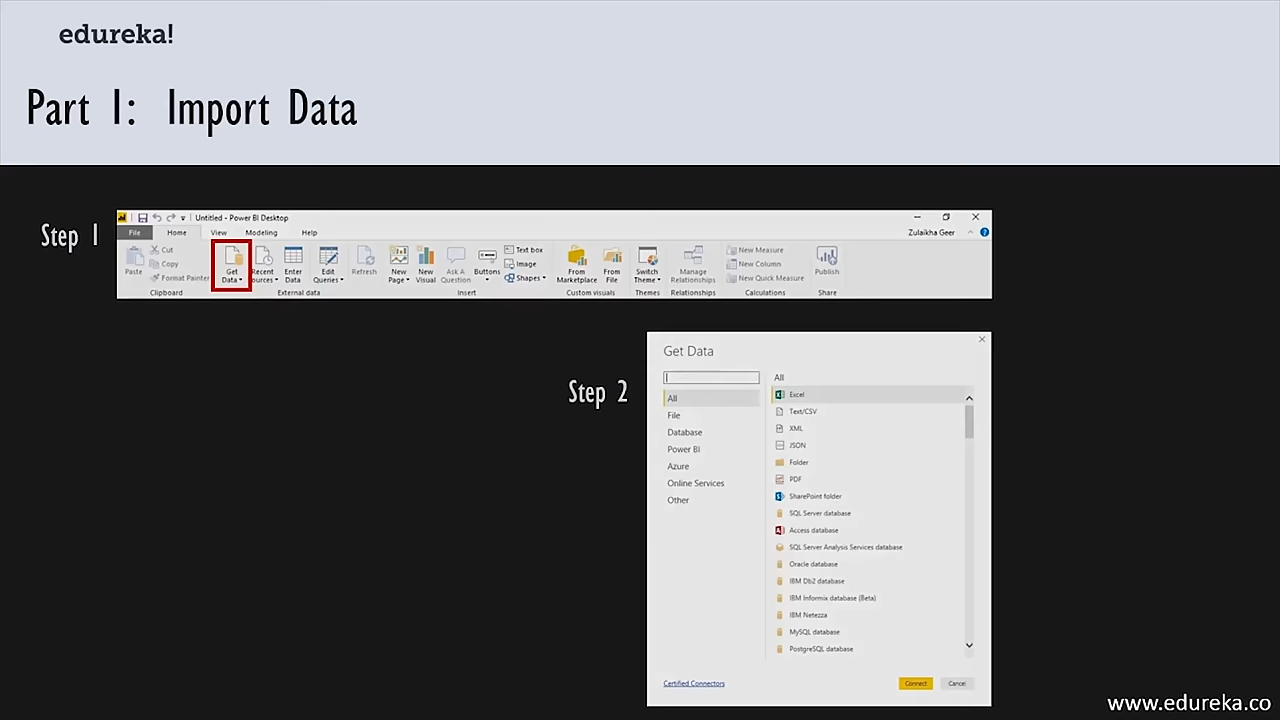 edureka!
Part 1: Import Data
Step 1
Untitled - Power BI Desktop
File Home View Modeling Help
Zulaikha Geer
Paste
Cut
Copy
Format Painter
Clipboard
Get Data
Recent Sources
Enter Data
Edit Queries
Refresh
External data
New Page
New Visual
Ask A Question
Buttons
Text box
Image
Shapes
Insert
From Marketplace
From File
Custom visuals
Switch Theme
Themes
Manage Relationships
Relationships
New Measure
New Column
New Quick Measure
Calculations
Publish
Share
Step 2
Get Data
All
File
Database
Power BI
Azure
Online Services
Other
All
Excel
Text/CSV
XML
JSON
Folder
PDF
SharePoint folder
SQL Server database
Access database
SQL Server Analysis Services database
Oracle database
IBM Db2 database
IBM Informix database (Beta)
IBM Netezza
MySQL database
PostgreSQL database
Certified Connectors
Connect
Cancel
www.edureka.co